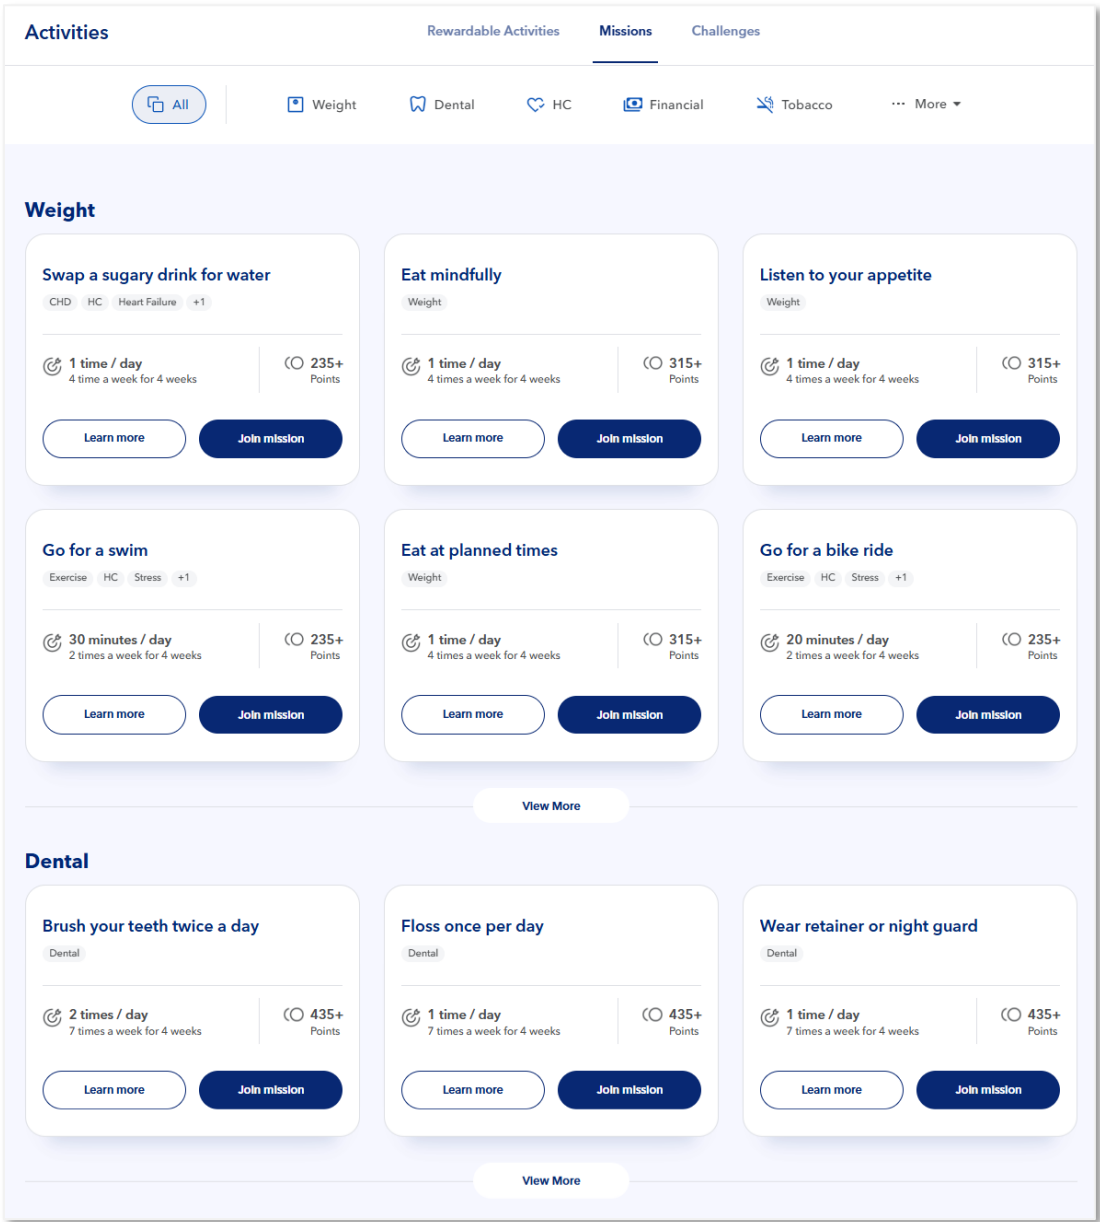 Activities
Rewardable Activities Missions Challenges
All Weight Dental HC Financial Tobacco ··· More
Weight
Swap a sugary drink for water
CHD HC Heart Failure +1
1 time / day 235+
4 time a week for 4 weeks Points
Learn more Join mission
Eat mindfully
Weight
1 time / day 315+
4 times a week for 4 weeks Points
Learn more Join mission
Listen to your appetite
Weight
1 time / day 315+
4 times a week for 4 weeks Points
Learn more Join mission
Go for a swim
Exercise HC Stress +1
30 minutes / day 235+
2 times a week for 4 weeks Points
Learn more Join mission
Eat at planned times
Weight
1 time / day 315+
4 times a week for 4 weeks Points
Learn more Join mission
Go for a bike ride
Exercise HC Stress +1
20 minutes / day 235+
2 times a week for 4 weeks Points
Learn more Join mission
View More
Dental
Brush your teeth twice a day
Dental
2 times / day 435+
7 times a week for 4 weeks Points
Learn more Join mission
Floss once per day
Dental
1 time / day 435+
7 times a week for 4 weeks Points
Learn more Join mission
Wear retainer or night guard
Dental
1 time / day 435+
7 times a week for 4 weeks Points
Learn more Join mission
View More